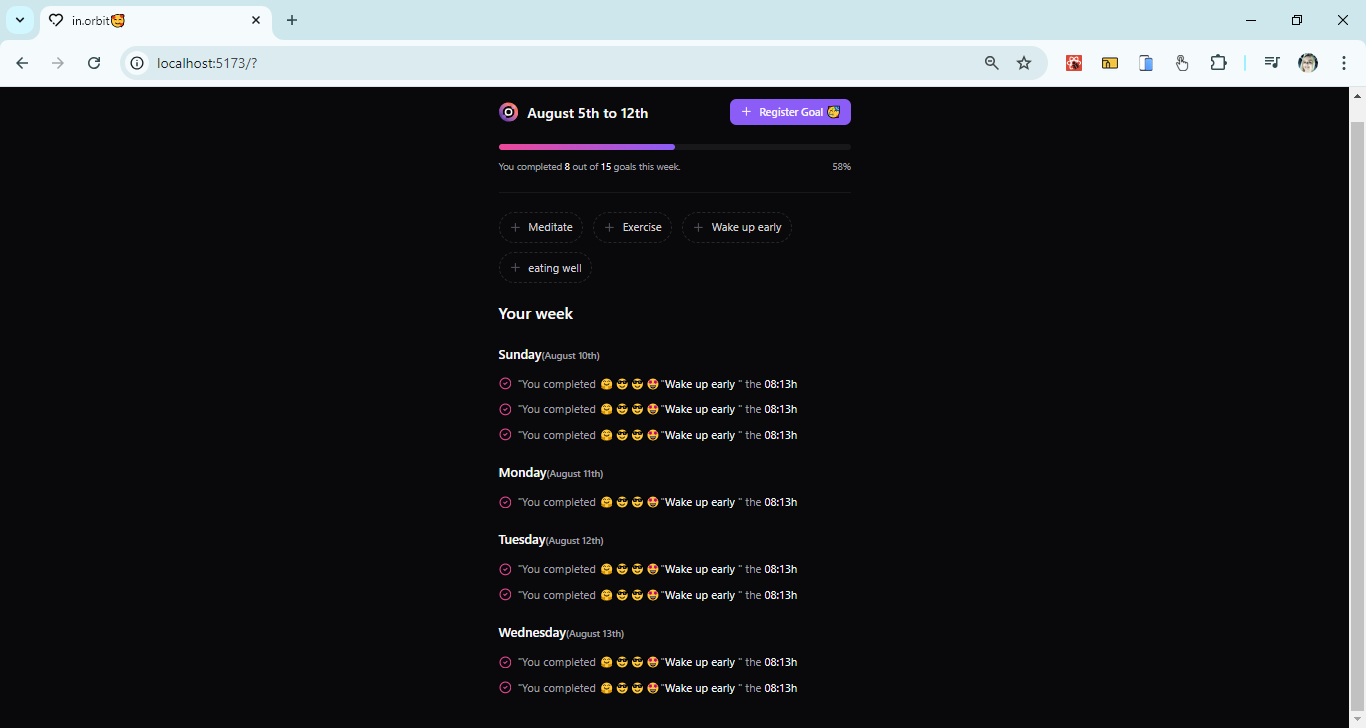 in.orbit🥰
localhost:5173/?
August 5th to 12th
+ Register Goal 🥳
You completed 8 out of 15 goals this week.
58%
+ Meditate
+ Exercise
+ Wake up early
+ eating well
Your week
Sunday(August 10th)
"You completed 🤗 😎 😎 🤩"Wake up early " the 08:13h
"You completed 🤗 😎 😎 🤩"Wake up early " the 08:13h
"You completed 🤗 😎 😎 🤩"Wake up early " the 08:13h
Monday(August 11th)
"You completed 🤗 😎 😎 🤩"Wake up early " the 08:13h
Tuesday(August 12th)
"You completed 🤗 😎 😎 🤩"Wake up early " the 08:13h
"You completed 🤗 😎 😎 🤩"Wake up early " the 08:13h
Wednesday(August 13th)
"You completed 🤗 😎 😎 🤩"Wake up early " the 08:13h
"You completed 🤗 😎 😎 🤩"Wake up early " the 08:13h